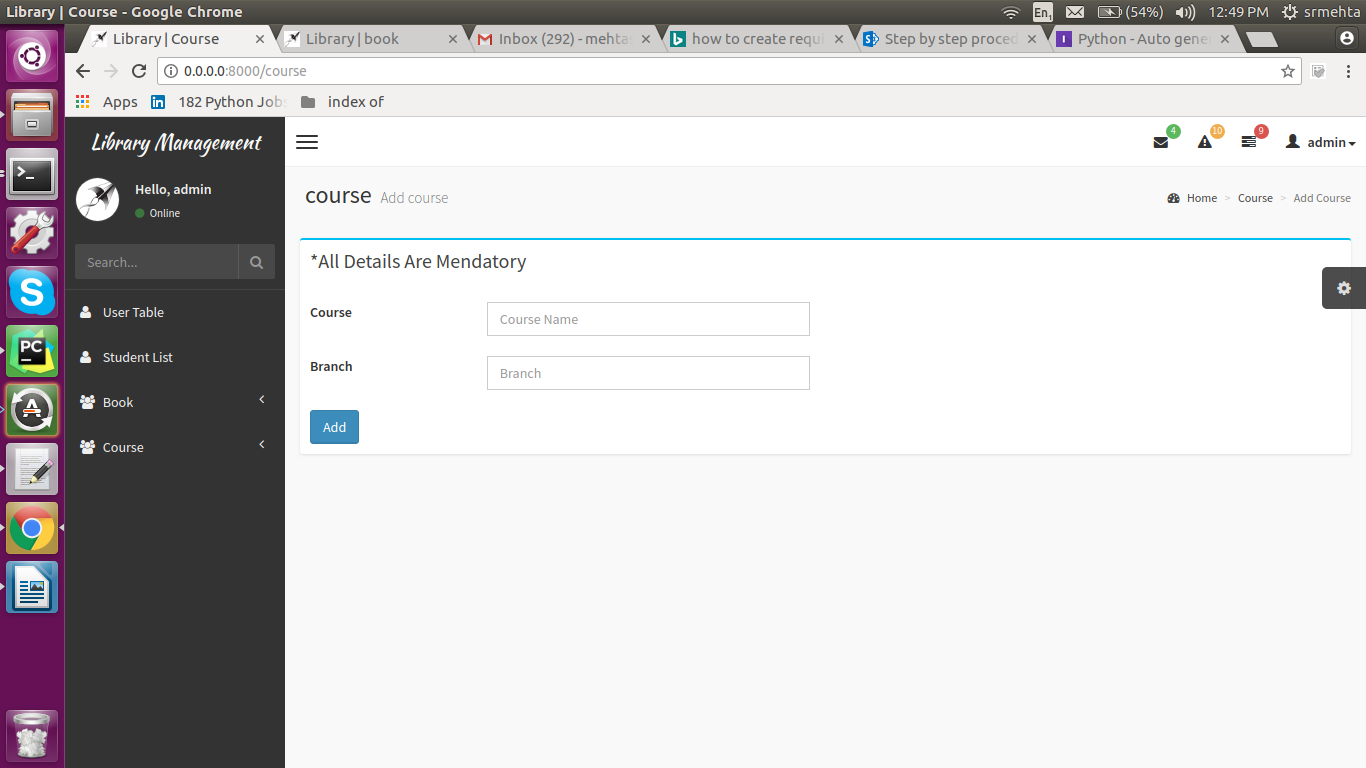 Library | Course - Google Chrome
En1 (54%) 12:49 PM srmehta
Library | Course
Library | book
Inbox (292) - mehta
how to create requi
Step by step proced
Python - Auto gene
0.0.0.0:8000/course
Apps 182 Python Jobs index of
Library Management
4 10 9 admin
Hello, admin
Online
course Add course
Home > Course > Add Course
Search...
*All Details Are Mendatory
User Table
Student List
Book
Course
Course Course Name
Branch Branch
Add
PC